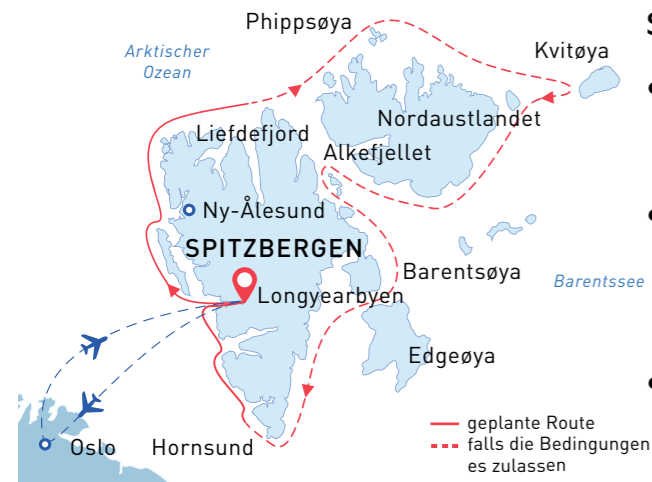 Phippsøya
S
Arktischer
Ozean
Kvitøya
Nordaustlandet
Liefdefjord
Alkefjellet
Ny-Ålesund
SPITZBERGEN
Barentsøya
Barentssee
Longyearbyen
Edgeøya
Oslo
Hornsund
geplante Route
falls die Bedingungen
es zulassen